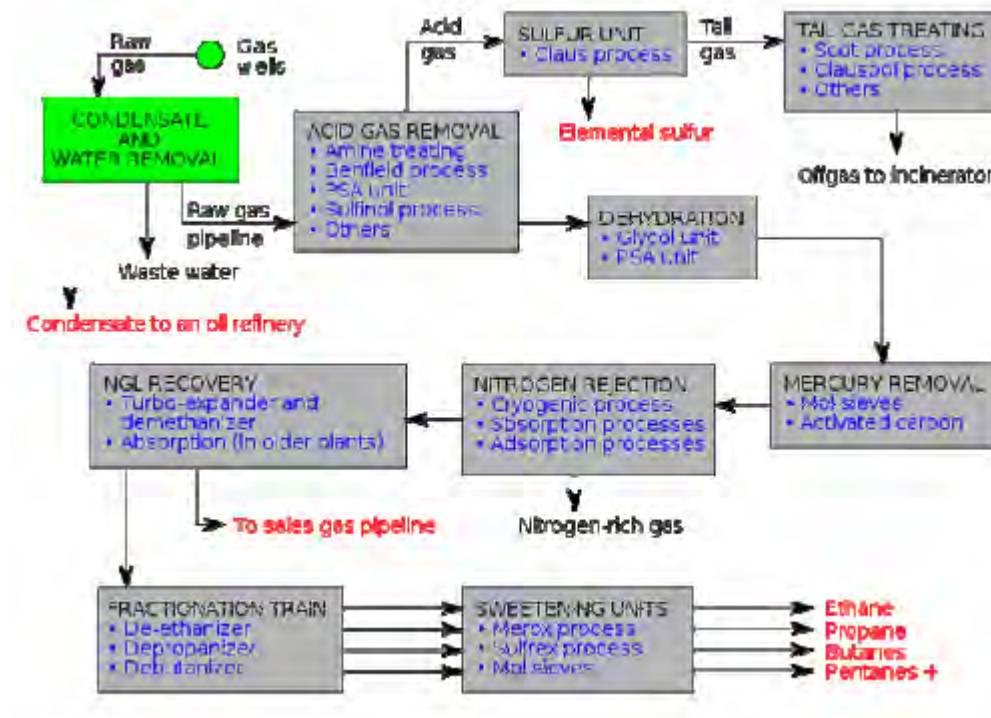 Raw
gas
Gas
wells
CONDENSATE
AND
WATER REMOVAL
Raw gas
pipeline
Waste water
Condensate to an oil refinery
Acid
gas
ACID GAS REMOVAL
• Amine treating
• Benfield process
• PSA unit
• Sulfinol process
• Others
SULFUR UNIT
• Claus process
Elemental sulfur
Tail
gas
TAIL GAS TREATING
• Scot process
• Clauspol process
• Others
Offgas to incinerator
DEHYDRATION
• Glycol unit
• PSA unit
MERCURY REMOVAL
• Mol sieves
• Activated carbon
NITROGEN REJECTION
• Cryogenic process
• Absorption processes
• Adsorption processes
Nitrogen-rich gas
NGL RECOVERY
• Turbo-expander and
demethanizer
• Absorption (In older plants)
To sales gas pipeline
FRACTIONATION TRAIN
• De-ethanizer
• Depropanizer
• Debutanizer
SWEETENING UNITS
• Merox process
• Sulfrex process
• Mol sieves
Ethane
Propane
Butanes
Pentanes +